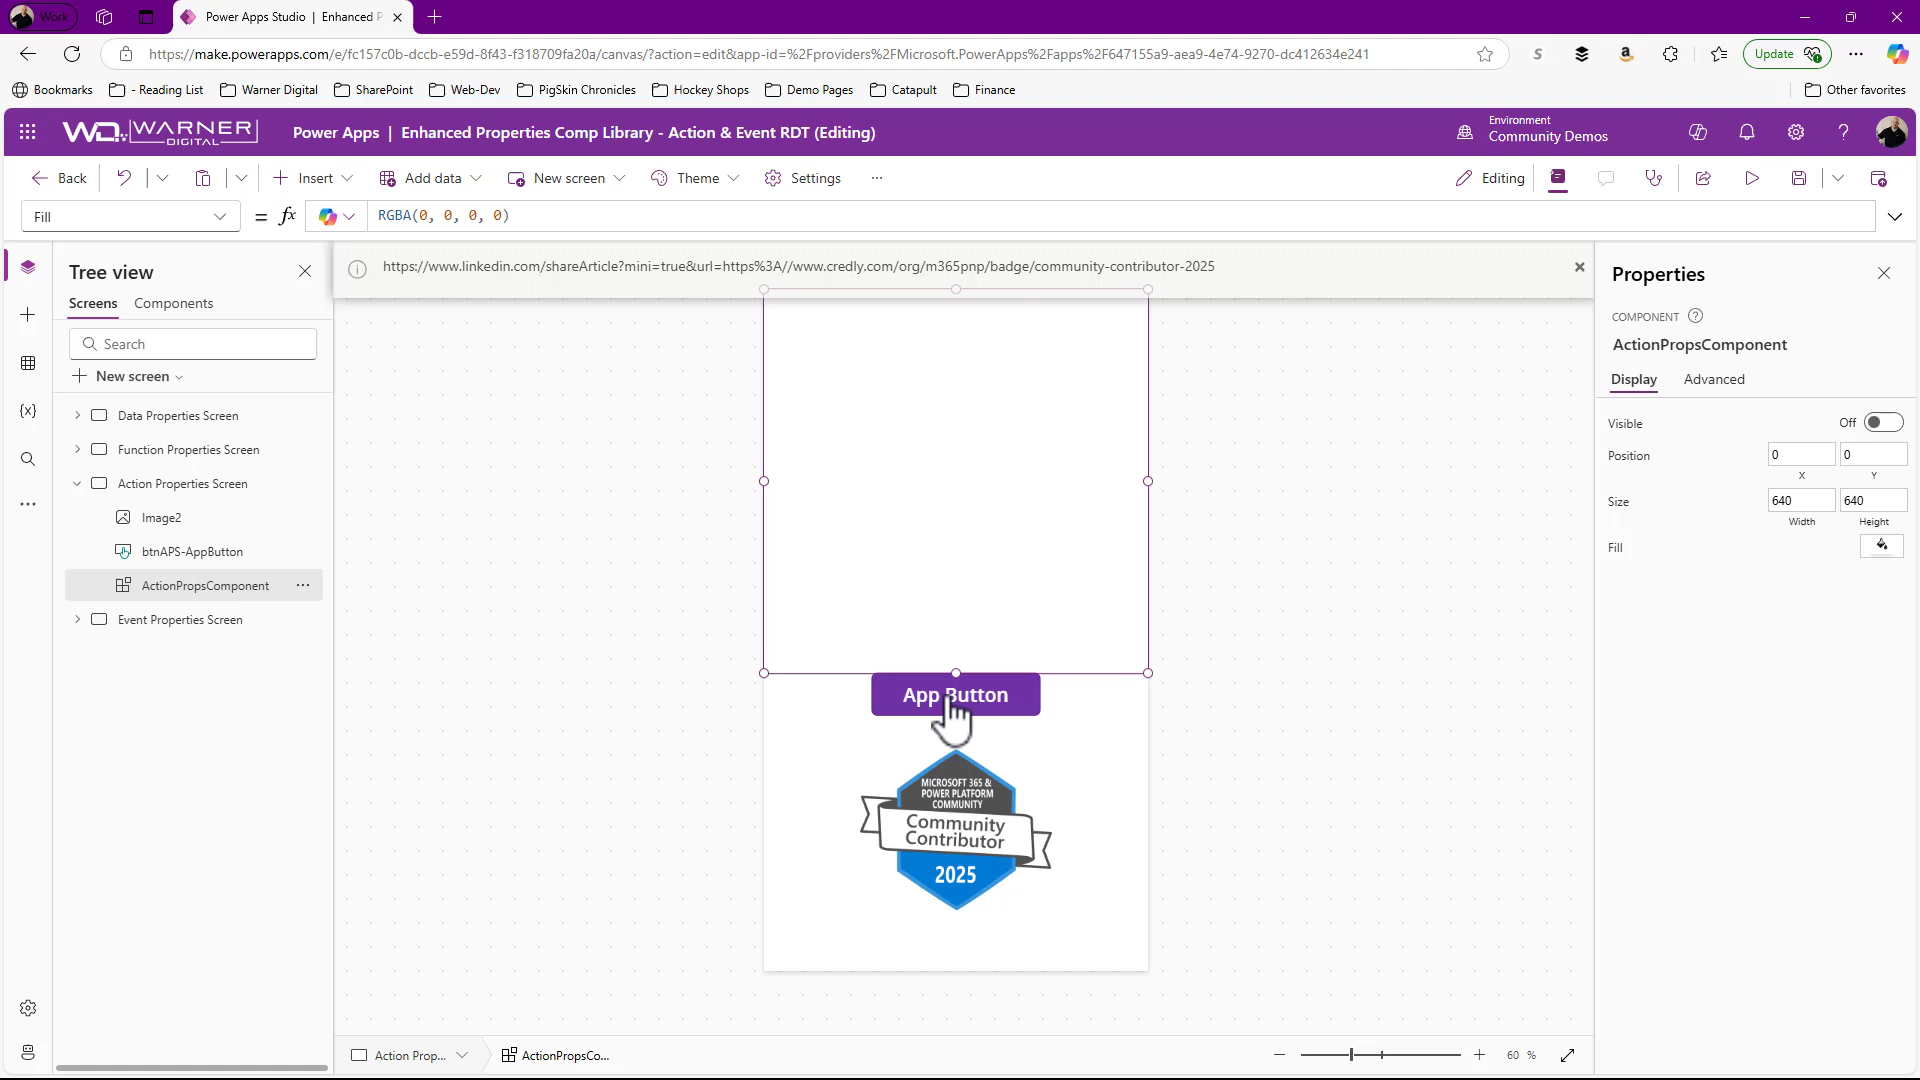 Work
Power Apps Studio | Enhanced P
https://make.powerapps.com/e/fc157c0b-dccb-e59d-8f43-f318709fa20a/canvas/?action=edit&app-id=%2Fproviders%2FMicrosoft.PowerApps%2Fapps%2F647155a9-aea9-4e74-9270-dc412634e241
Update
Bookmarks
- Reading List
Warner Digital
SharePoint
Web-Dev
PigSkin Chronicles
Hockey Shops
Demo Pages
Catapult
Finance
Other favorites
WD. WARNER DIGITAL
Power Apps | Enhanced Properties Comp Library - Action & Event RDT (Editing)
Environment
Community Demos
Back
Insert
Add data
New screen
Theme
Settings
Editing
Fill
= fx
RGBA(0, 0, 0, 0)
Tree view
https://www.linkedin.com/shareArticle?mini=true&url=https%3A//www.credly.com/org/m365pnp/badge/community-contributor-2025
Screens
Components
Search
New screen
Data Properties Screen
Function Properties Screen
Action Properties Screen
Image2
btnAPS-AppButton
ActionPropsComponent
Event Properties Screen
App Button
MICROSOFT 365 &
POWER PLATFORM
COMMUNITY
Community
Contributor
2025
Properties
COMPONENT
ActionPropsComponent
Display
Advanced
Visible
Off
Position
0
0
X
Y
Size
640
640
Width
Height
Fill
Action Prop...
ActionPropsCo...
60 %